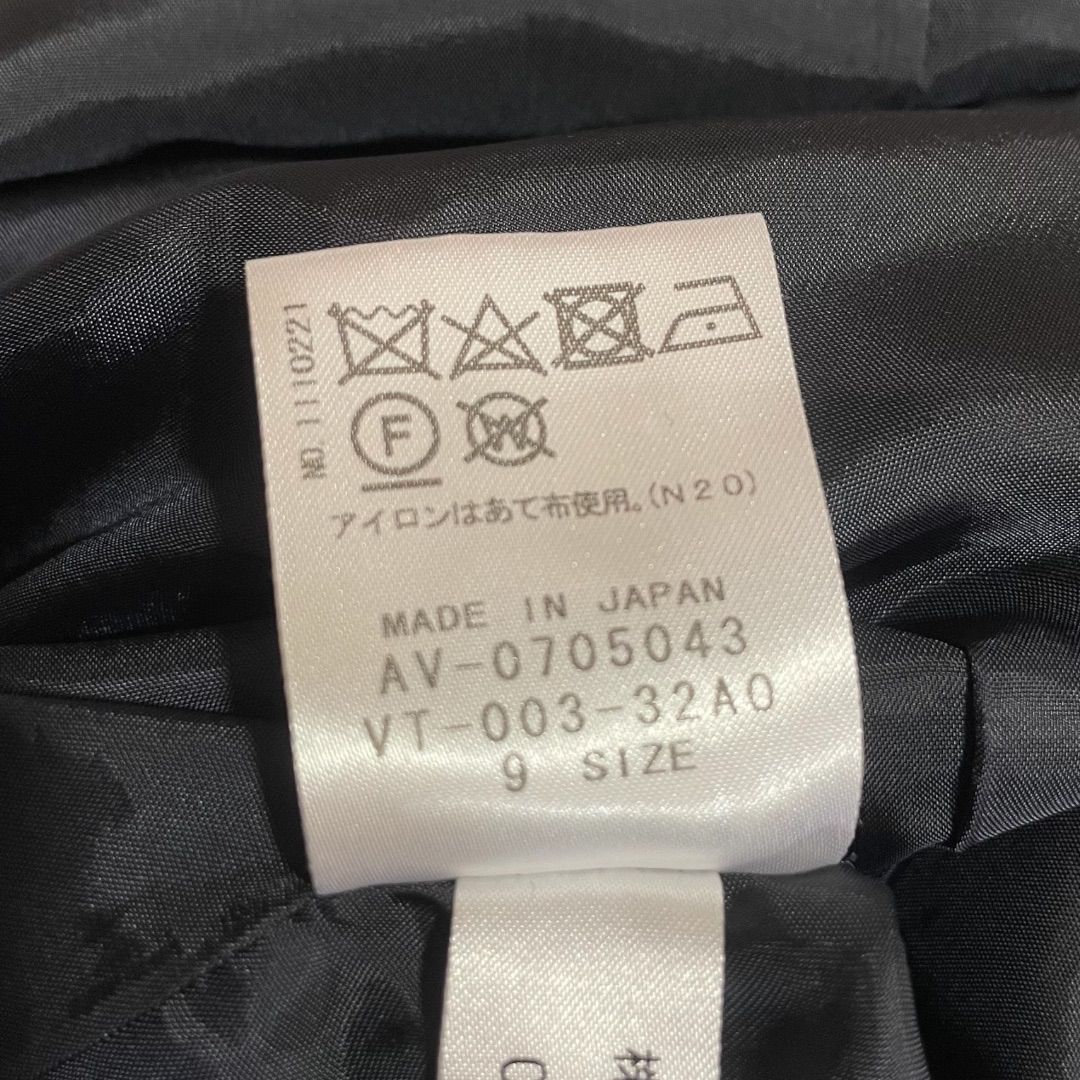 NO. 1110221
F
W
アイロンはあて布使用。(N20)
MADE IN JAPAN
AV-0705043
VT-003-32A0
9 SIZE